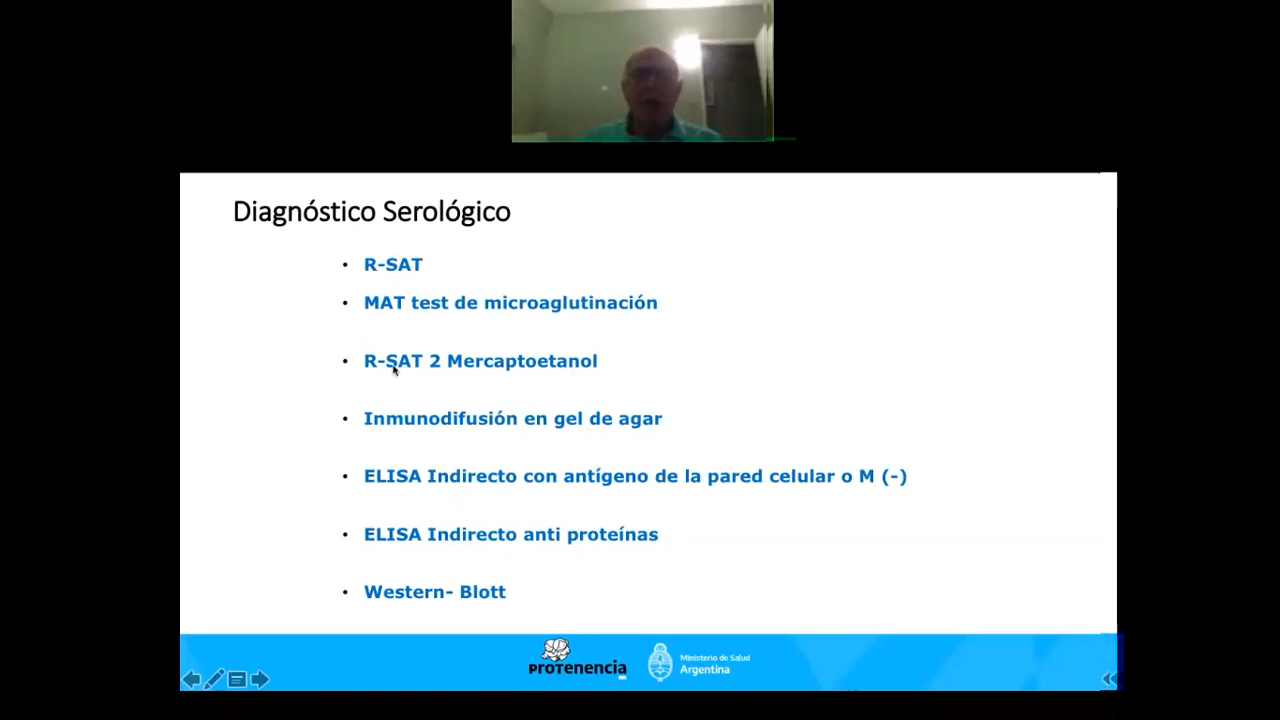 Diagnóstico Serológico
• R-SAT
• MAT test de microaglutinación
• R-SAT 2 Mercaptoetanol
• Inmunodifusión en gel de agar
• ELISA Indirecto con antígeno de la pared celular o M (-)
• ELISA Indirecto anti proteínas
• Western- Blott
PROTENENCIA
Ministerio de Salud
Argentina